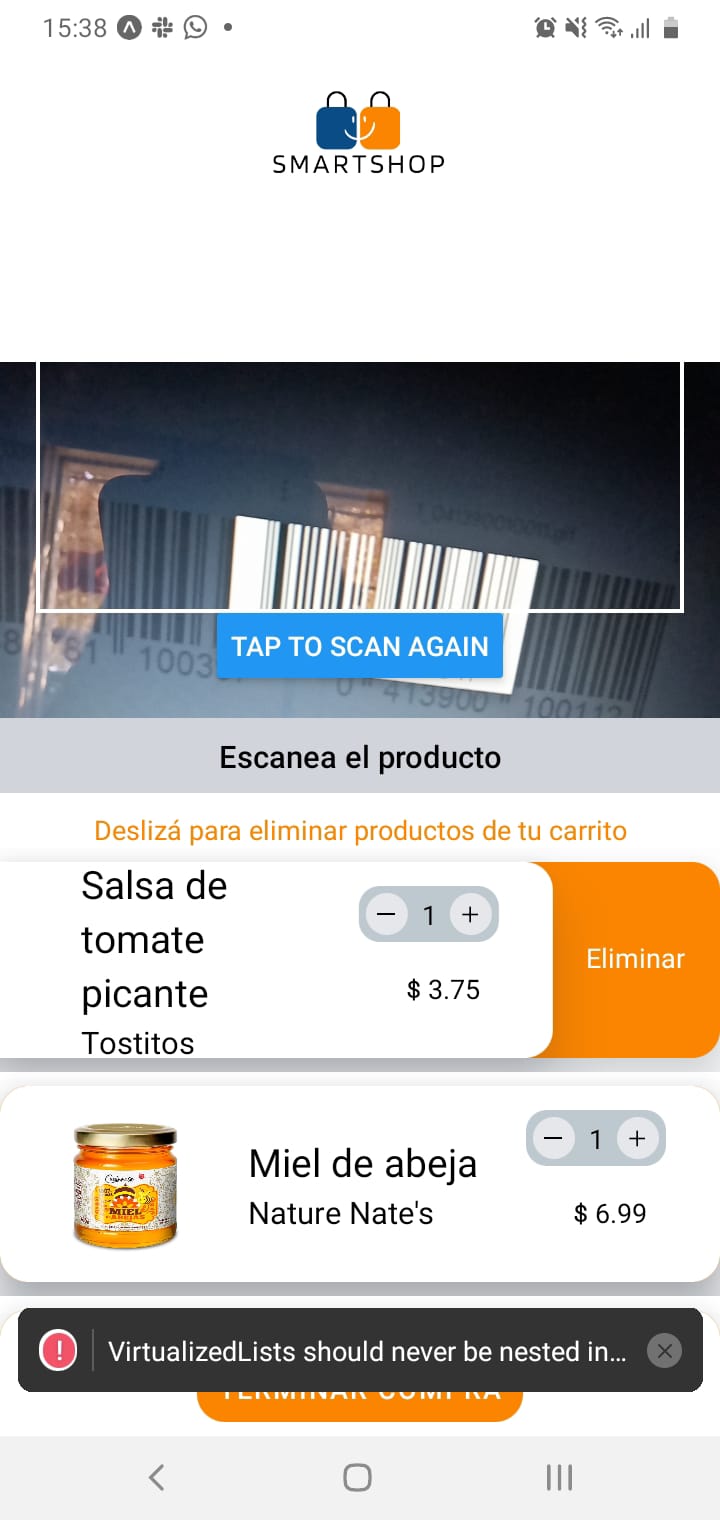 15:38
SMARTSHOP
TAP TO SCAN AGAIN
Escanea el producto
Deslizá para eliminar productos de tu carrito
Salsa de
tomate
picante
Tostitos
1
$ 3.75
Eliminar
MIEL
Miel de abeja
Nature Nate's
1
$ 6.99
VirtualizedLists should never be nested in...
TERMINAR COMPRA